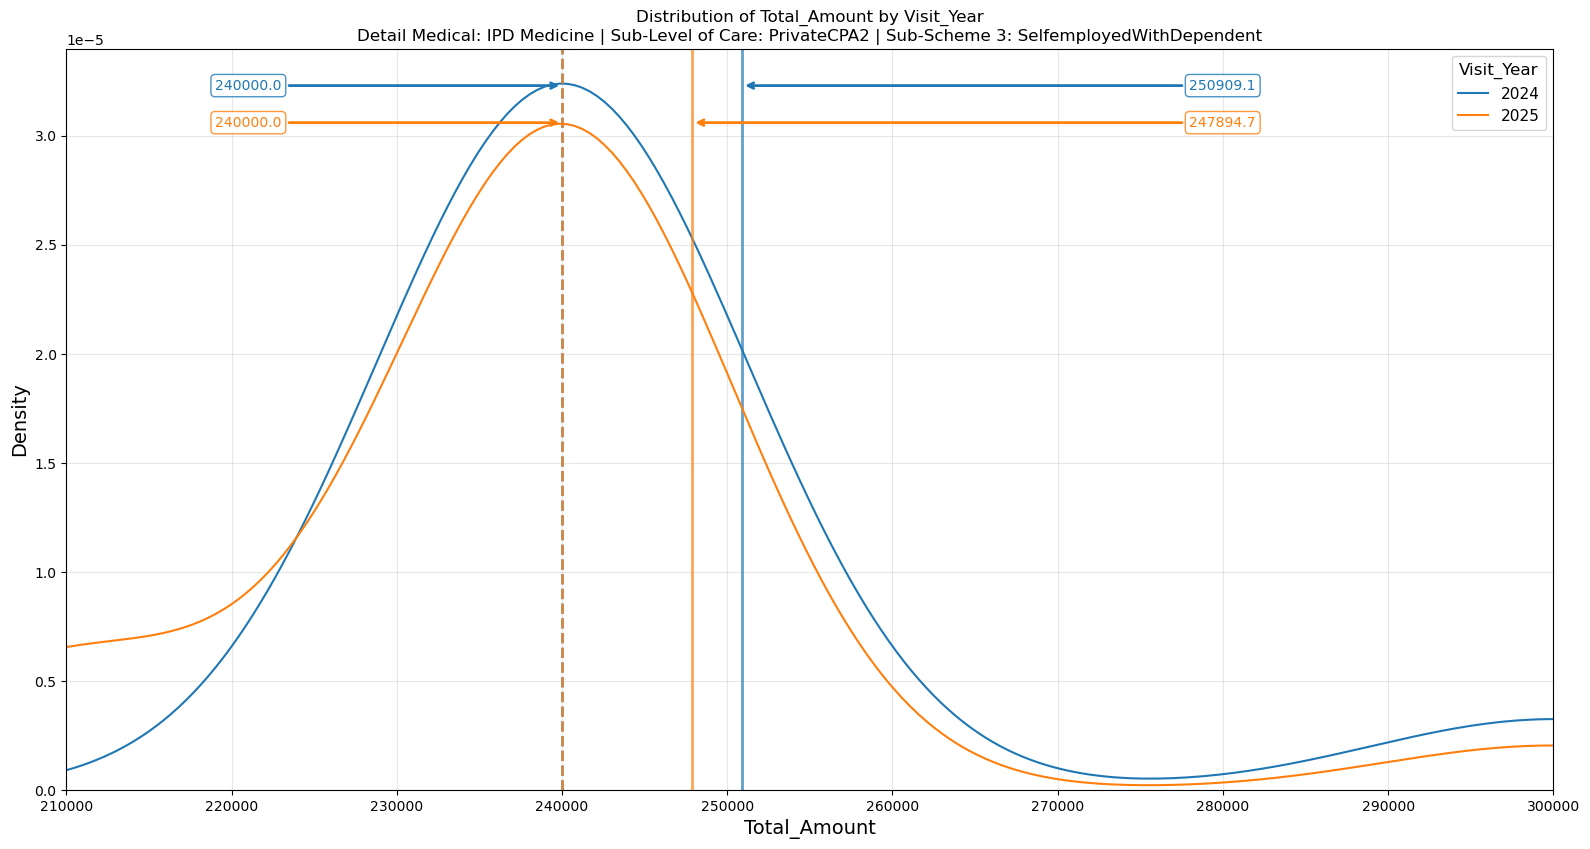 Distribution of Total_Amount by Visit_Year
Detail Medical: IPD Medicine | Sub-Level of Care: PrivateCPA2 | Sub-Scheme 3: SelfemployedWithDependent
1e−5
240000.0
250909.1
240000.0
247894.7
Visit_Year
2024
2025
3.0
2.5
2.0
1.5
1.0
0.5
0.0
Density
210000 220000 230000 240000 250000 260000 270000 280000 290000 300000
Total_Amount